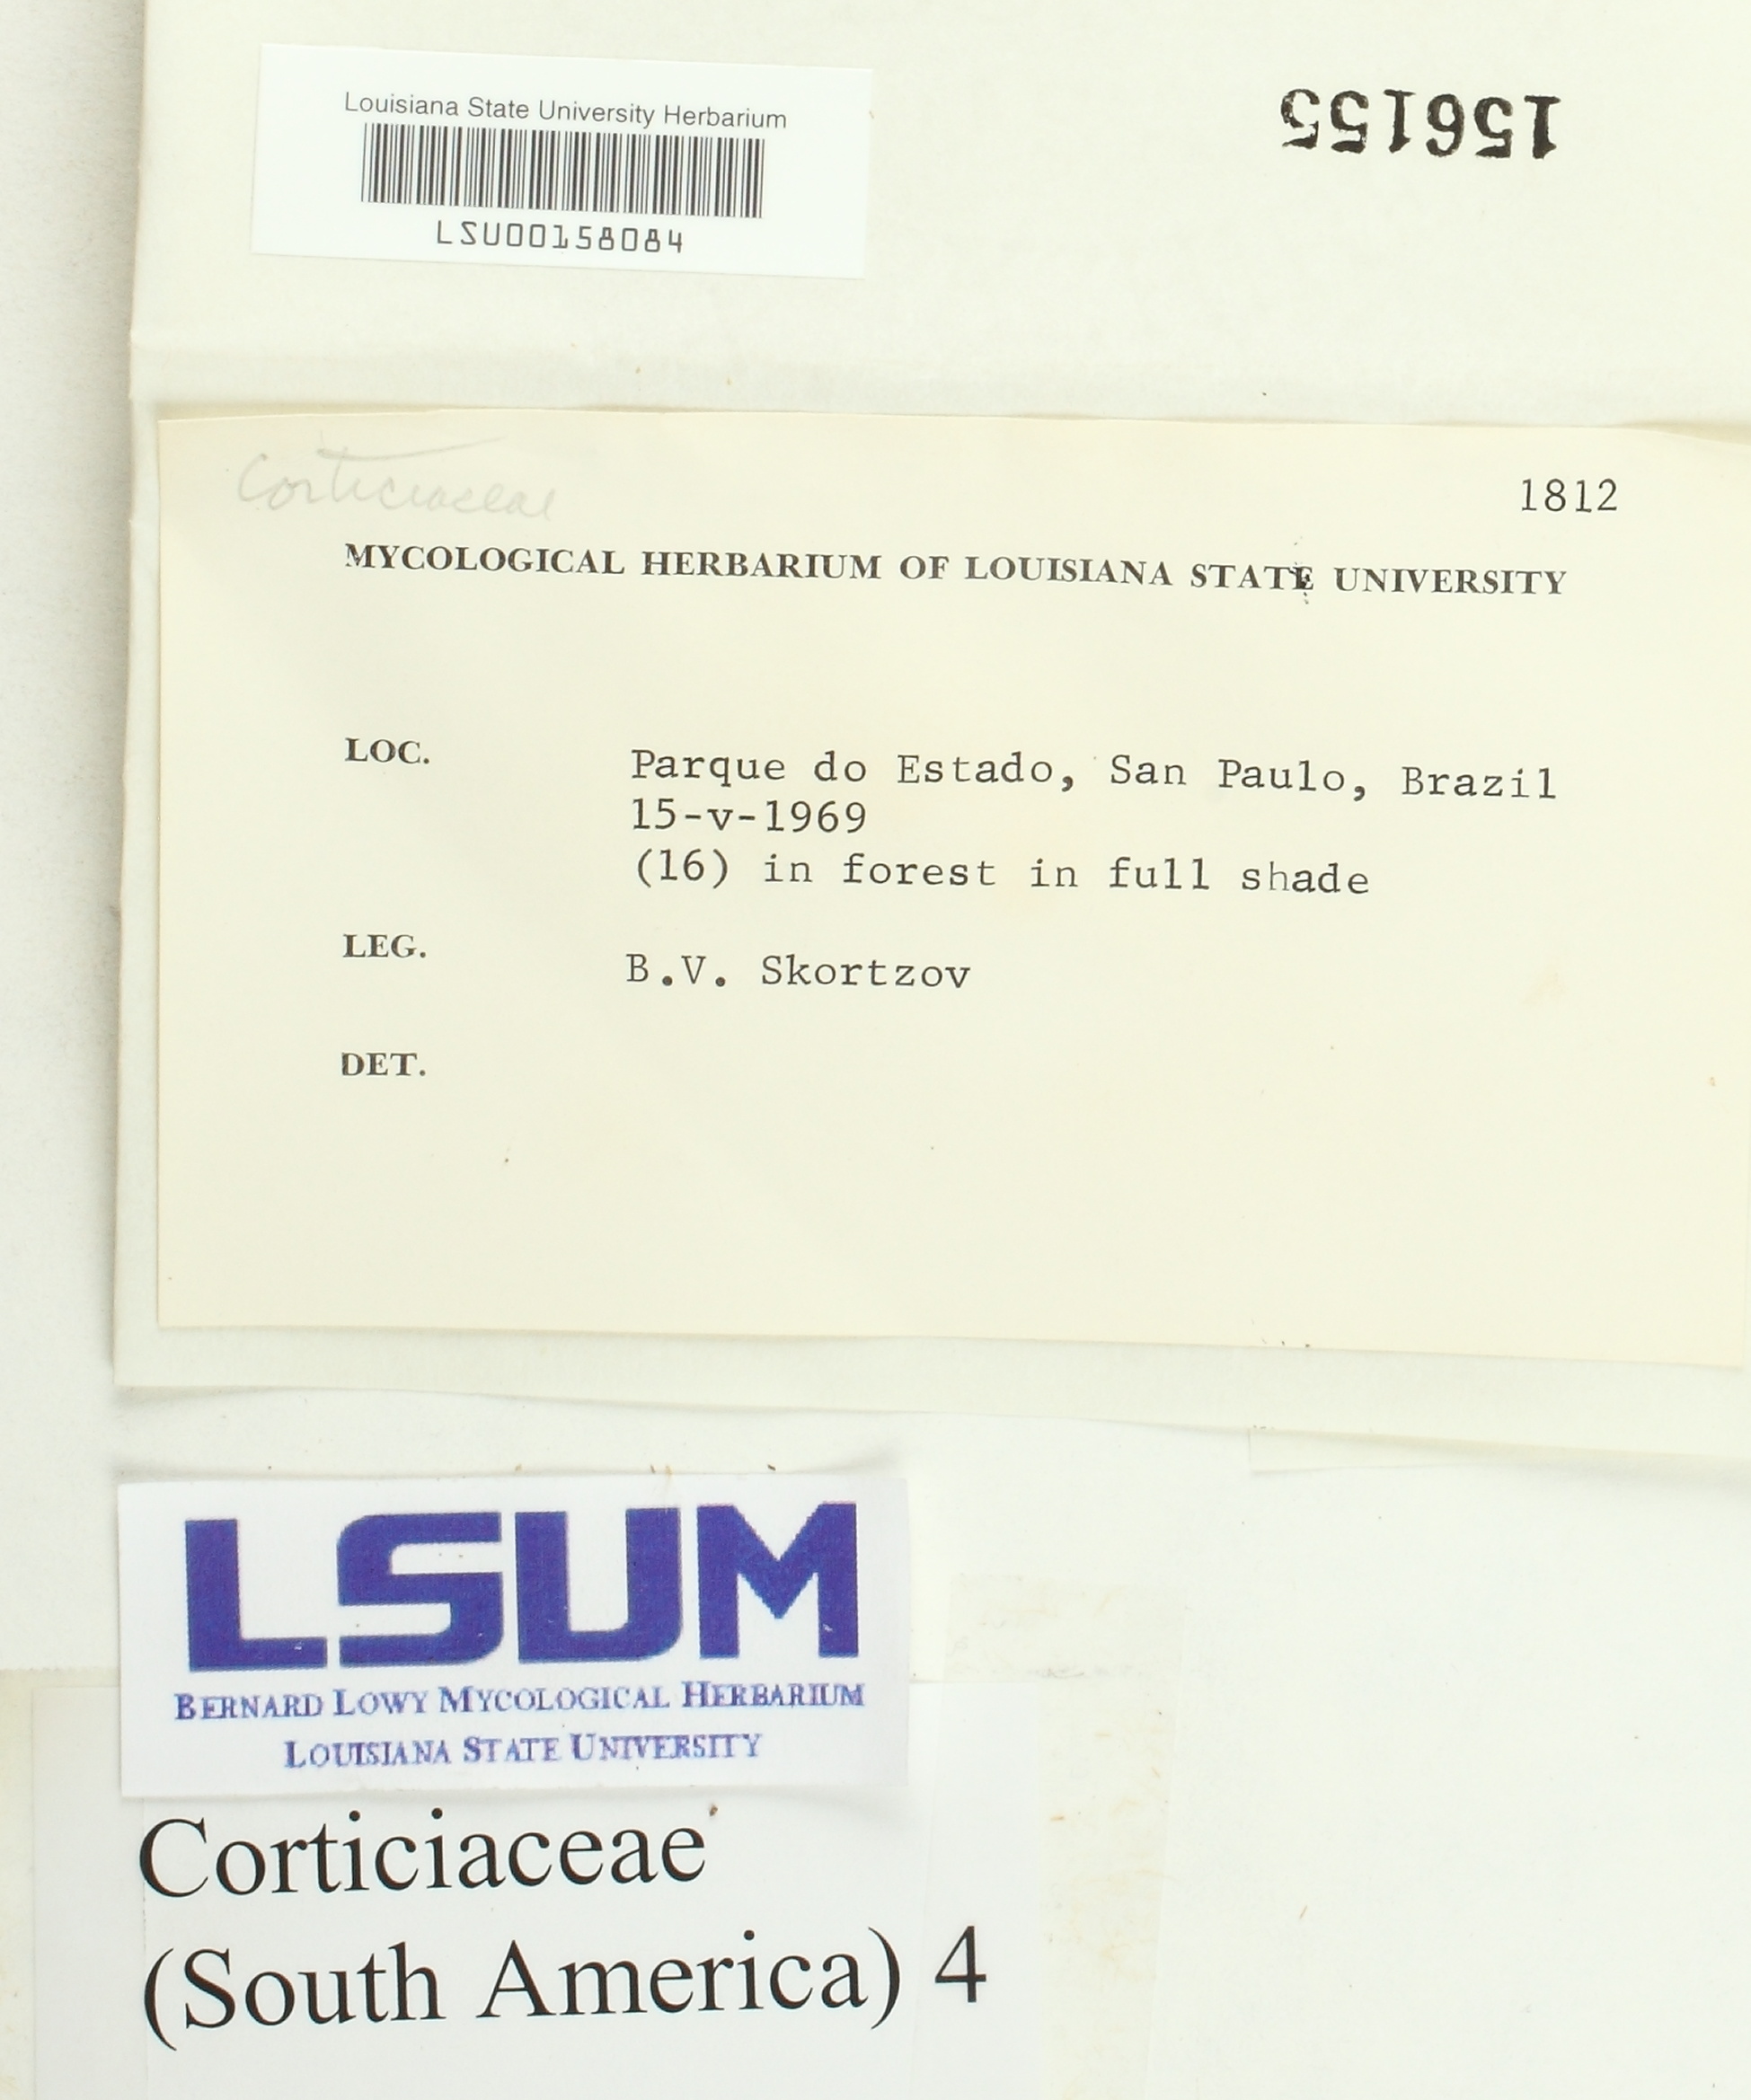 Louisiana State University Herbarium
LSU00158084
156155
Corticiaceae
1812
MYCOLOGICAL HERBARIUM OF LOUISIANA STATE UNIVERSITY
LOC. Parque do Estado, San Paulo, Brazil
15-v-1969
(16) in forest in full shade
LEG. B.V. Skortzov
DET.
LSUM
BERNARD LOWY MYCOLOGICAL HERBARIUM
LOUISIANA STATE UNIVERSITY
Corticiaceae
(South America) 4